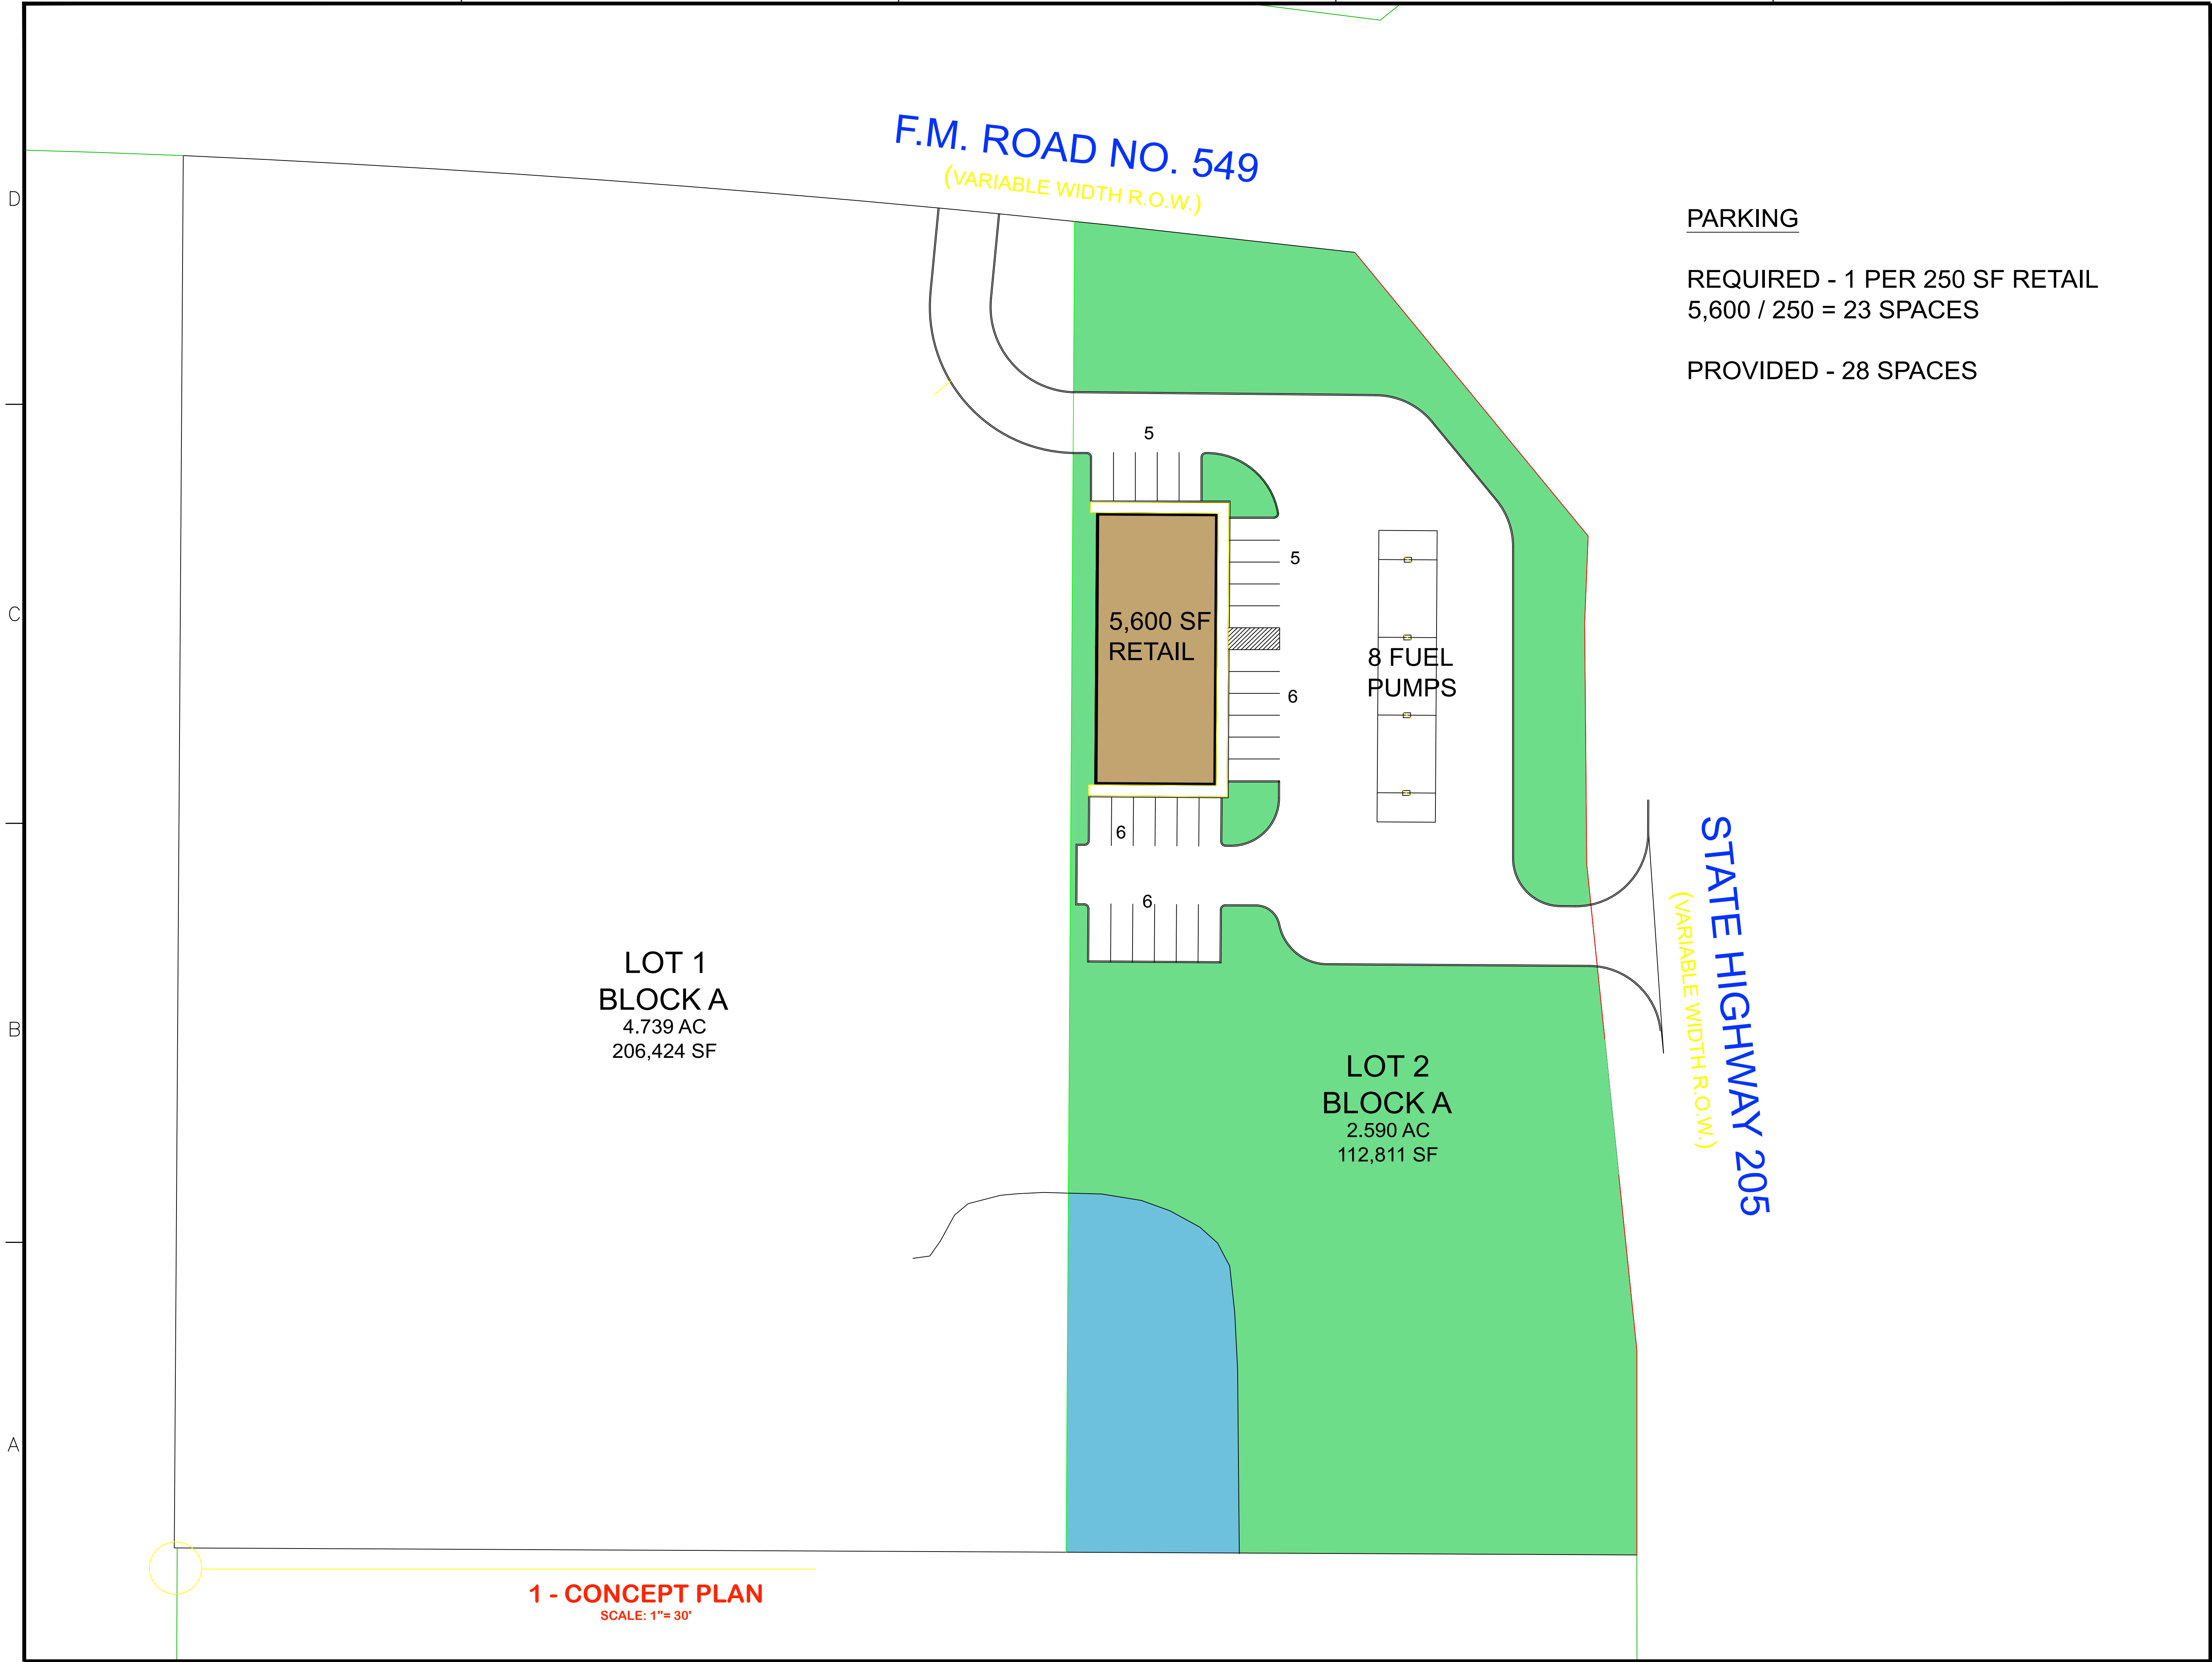 F.M. ROAD NO. 549
(VARIABLE WIDTH R.O.W.)
PARKING
REQUIRED - 1 PER 250 SF RETAIL
5,600 / 250 = 23 SPACES
PROVIDED - 28 SPACES
D
5
5
C
5,600 SF
RETAIL
8 FUEL
PUMPS
6
6
6
STATE HIGHWAY 205
(VARIABLE WIDTH R.O.W.)
LOT 1
BLOCK A
4.739 AC
206,424 SF
B
LOT 2
BLOCK A
2.590 AC
112,811 SF
A
1 - CONCEPT PLAN
SCALE: 1"= 30'